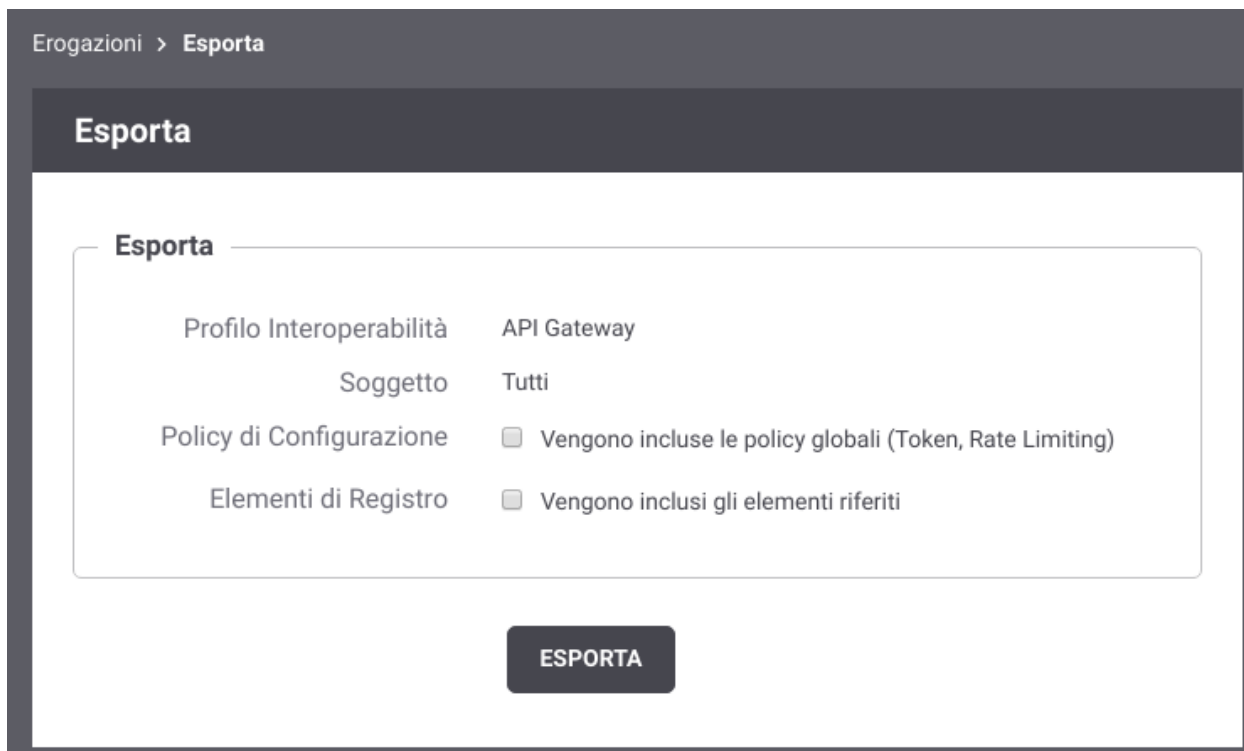 Erogazioni > Esporta
Esporta
Esporta
Profilo Interoperabilità API Gateway
Soggetto Tutti
Policy di Configurazione Vengono incluse le policy globali (Token, Rate Limiting)
Elementi di Registro Vengono inclusi gli elementi riferiti
ESPORTA